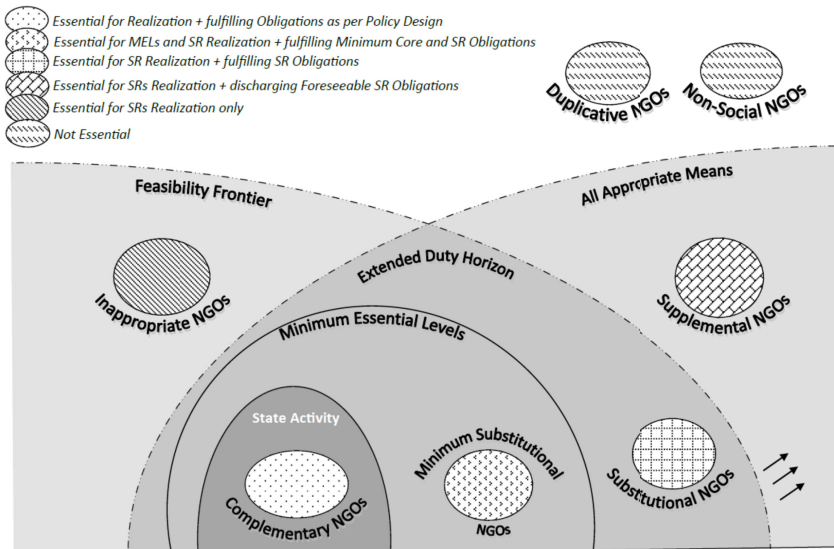 Essential for Realization + fulfilling Obligations as per Policy Design
Essential for MELs and SR Realization + fulfilling Minimum Core and SR Obligations
Essential for SR Realization + fulfilling SR Obligations
Essential for SRs Realization + discharging Foreseeable SR Obligations
Essential for SRs Realization only
Not Essential
Duplicative NGOs
Non-Social NGOs
Feasibility Frontier
All Appropriate Means
Extended Duty Horizon
Inappropriate NGOs
Supplemental NGOs
Minimum Essential Levels
State Activity
Complementary NGOs
Minimum Substitutional
NGOs
Substitutional NGOs